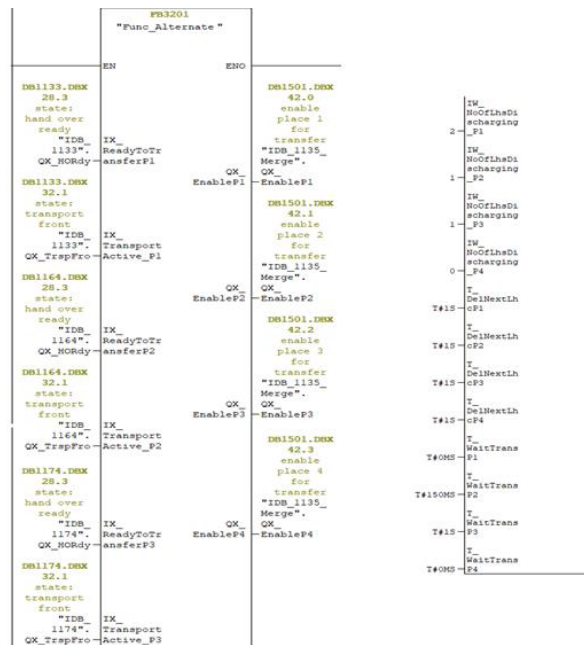 FB3201
"Func_Alternate"
EN
ENO
DB1133.DBX
28.3
state:
hand over
ready
"IDB_
1133".
QX_HORdy
IX_
ReadyToTr
ansferP1
DB1133.DBX
32.1
state:
transport
front
"IDB_
1133".
QX_TrspFro
IX_
Transport
Active_P1
DB1164.DBX
28.3
state:
hand over
ready
"IDB_
1164".
QX_HORdy
IX_
ReadyToTr
ansferP2
DB1164.DBX
32.1
state:
transport
front
"IDB_
1164".
QX_TrspFro
IX_
Transport
Active_P2
DB1174.DBX
28.3
state:
hand over
ready
"IDB_
1174".
QX_HORdy
IX_
ReadyToTr
ansferP3
DB1174.DBX
32.1
state:
transport
front
"IDB_
1174".
QX_TrspFro
IX_
Transport
Active_P3
DB1501.DBX
42.0
enable
place 1
for
transfer
"IDB_1135_
Merge".
QX_
EnableP1
QX_
EnableP1
DB1501.DBX
42.1
enable
place 2
for
transfer
"IDB_1135_
Merge".
QX_
EnableP2
QX_
EnableP2
DB1501.DBX
42.2
enable
place 3
for
transfer
"IDB_1135_
Merge".
QX_
EnableP3
QX_
EnableP3
DB1501.DBX
42.3
enable
place 4
for
transfer
"IDB_1135_
Merge".
QX_
EnableP4
QX_
EnableP4
IW_
NoOfLhsDi
scharging
2 _P1
IW_
NoOfLhsDi
scharging
1 _P2
IW_
NoOfLhsDi
scharging
1 _P3
IW_
NoOfLhsDi
scharging
0 _P4
T_
DelNextLh
T#1S cP1
T_
DelNextLh
T#1S cP2
T_
DelNextLh
T#1S cP3
T_
DelNextLh
T#1S cP4
T_
WaitTrans
T#0MS P1
T_
WaitTrans
T#150MS P2
T_
WaitTrans
T#1S P3
T_
WaitTrans
T#0MS P4